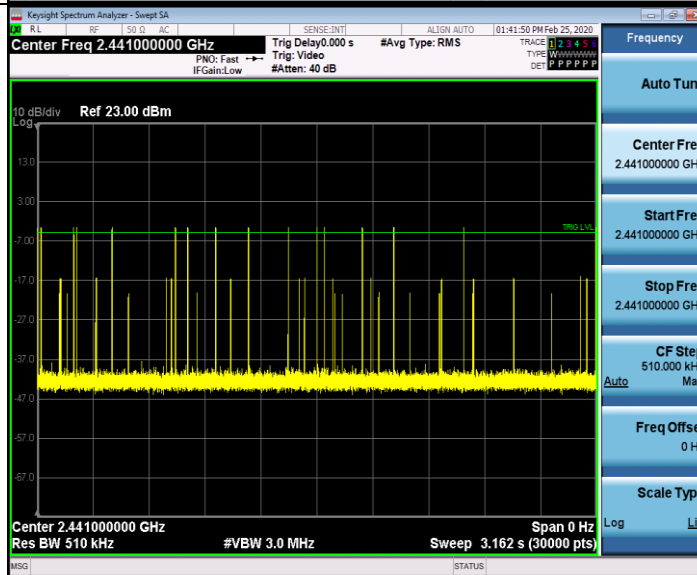 Keysight Spectrum Analyzer - Swept SA
RL RF 50 Ω AC SENSE:INT ALIGN AUTO 01:41:50 PM Feb 25, 2020
Center Freq 2.441000000 GHz Trig Delay0.000 s #Avg Type: RMS TRACE 1 2 3 4 5 6
PNO: Fast Trig: Video TYPE WWWWWW
IFGain:Low #Atten: 40 dB DET P P P P P P
10 dB/div Ref 23.00 dBm
Log
13.0
3.00
TRIG LVL
-7.00
-17.0
-27.0
-37.0
-47.0
-57.0
-67.0
Center 2.441000000 GHz Span 0 Hz
Res BW 510 kHz #VBW 3.0 MHz Sweep 3.162 s (30000 pts)
MSG STATUS
Frequency
Auto Tun
Center Fre
2.441000000 GH
Start Fre
2.441000000 GH
Stop Fre
2.441000000 GH
CF Ste
510.000 kH
Auto Ma
Freq Offse
0 H
Scale Typ
Log Li